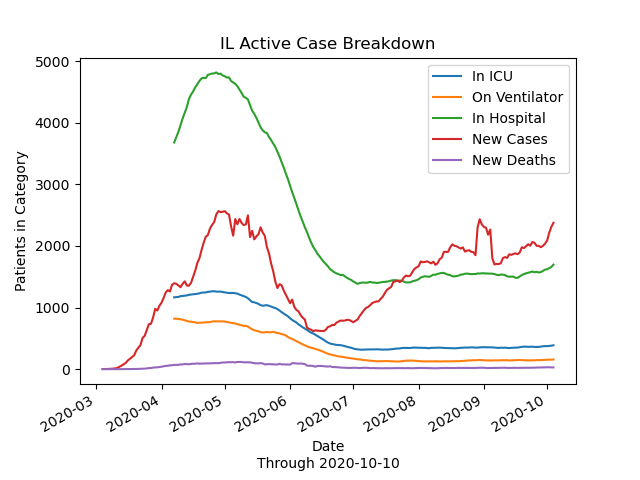 IL Active Case Breakdown
Patients in Category
5000
4000
3000
2000
1000
0
In ICU
On Ventilator
In Hospital
New Cases
New Deaths
2020-03
2020-04
2020-05
2020-06
2020-07
2020-08
2020-09
2020-10
Date
Through 2020-10-10